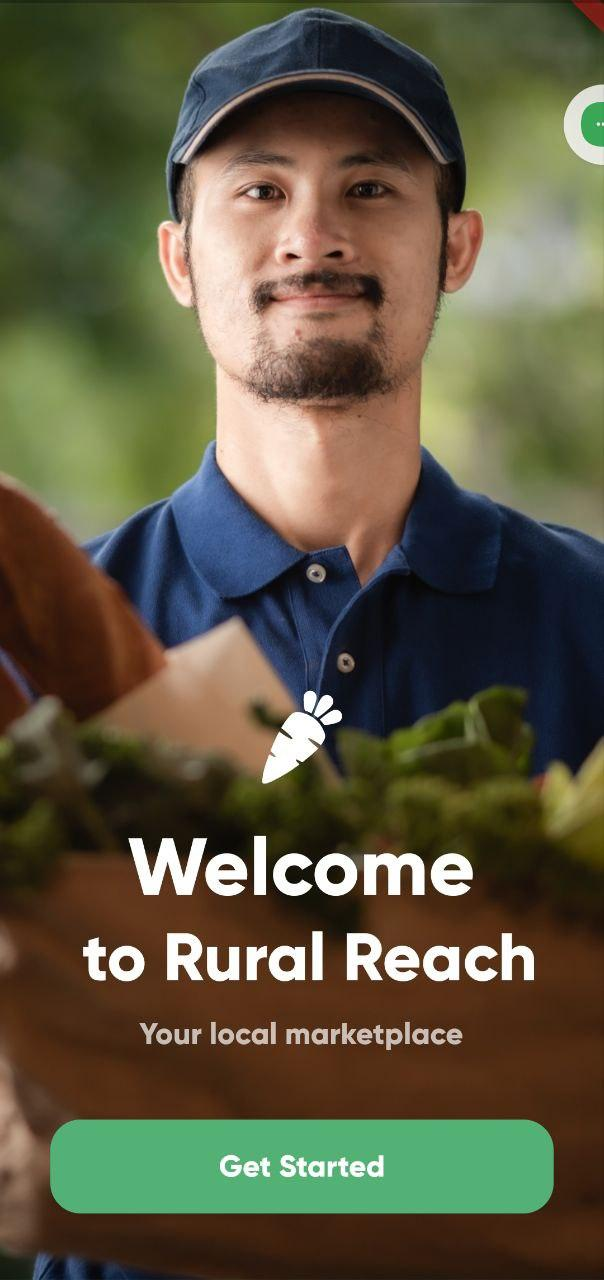 Welcome
to Rural Reach
Your local marketplace
Get Started